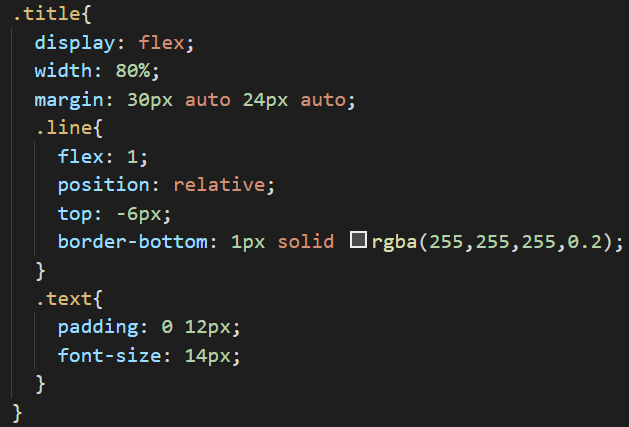 .title{
display: flex;
width: 80%;
margin: 30px auto 24px auto;
.line{
flex: 1;
position: relative;
top: -6px;
border-bottom: 1px solid rgba(255,255,255,0.2);
}
.text{
padding: 0 12px;
font-size: 14px;
}
}